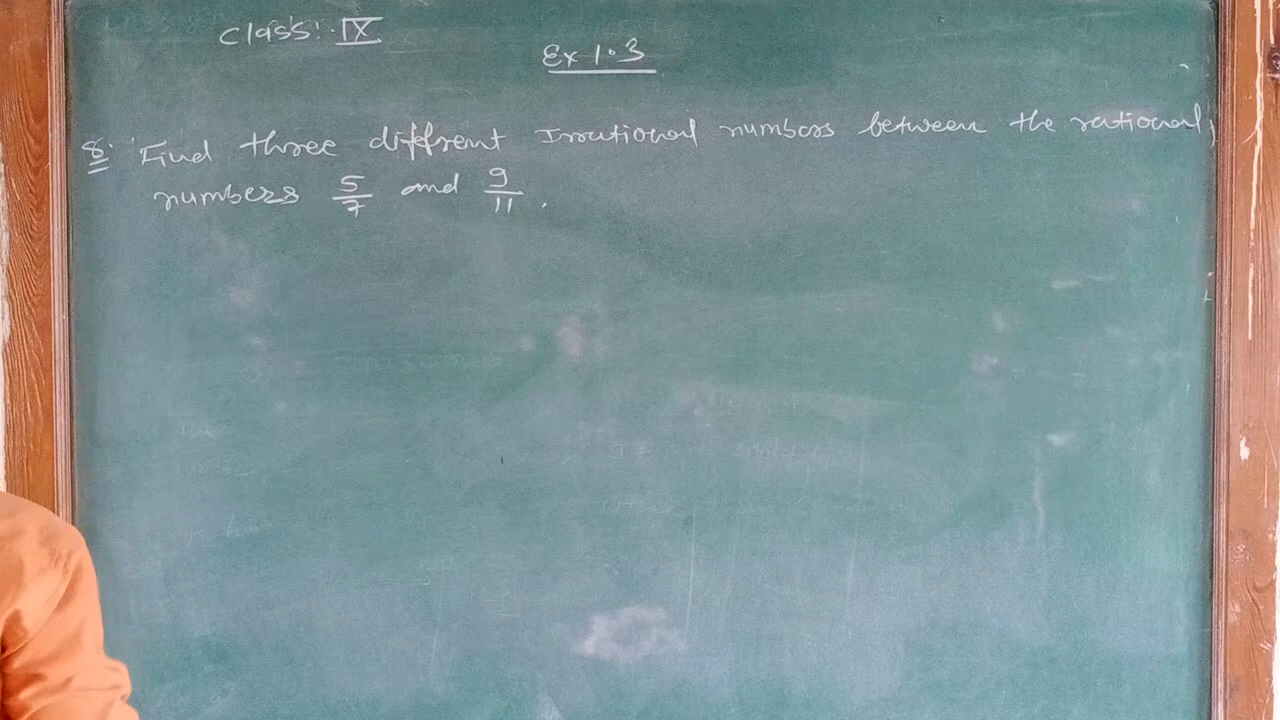 Class: IX
Ex 1.3
8. Find three different Irrational numbers between the rational
numbers 5/7 and 9/11.